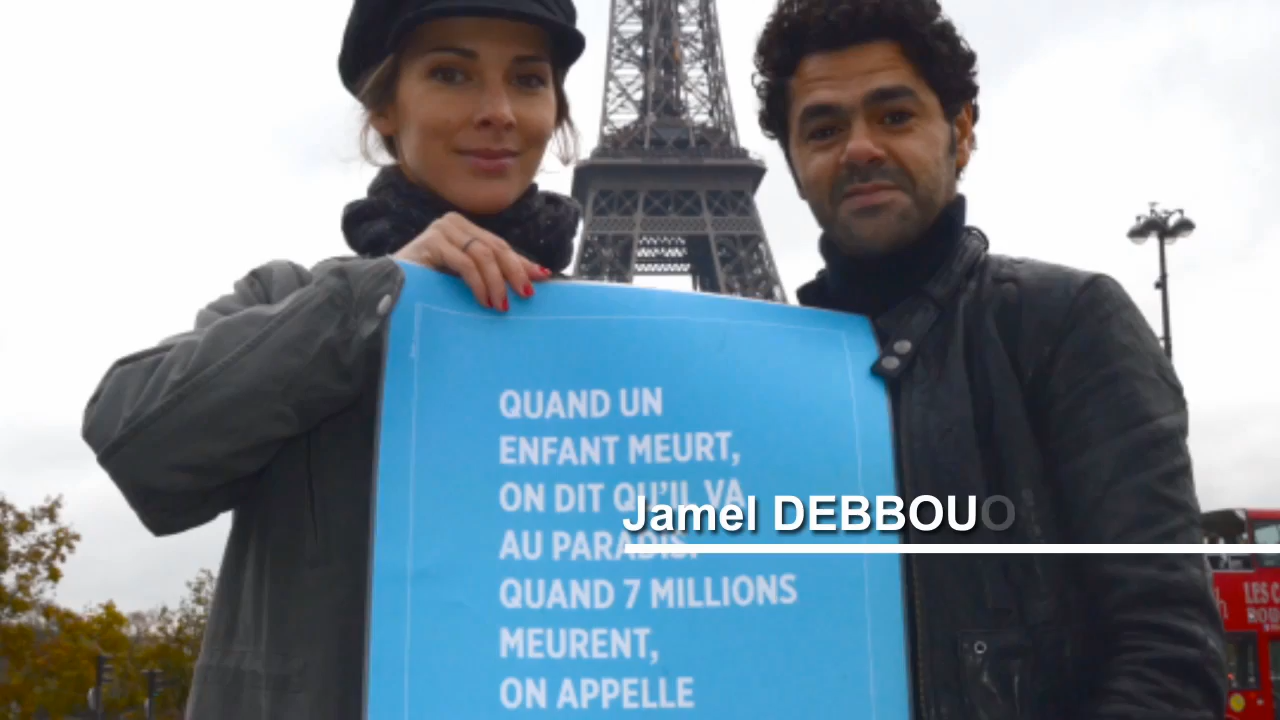 QUAND UN
ENFANT MEURT,
ON DIT QU'IL VA
AU PARADIS.
QUAND 7 MILLIONS
MEURENT,
ON APPELLE
Jamel DEBBOUO
LES C